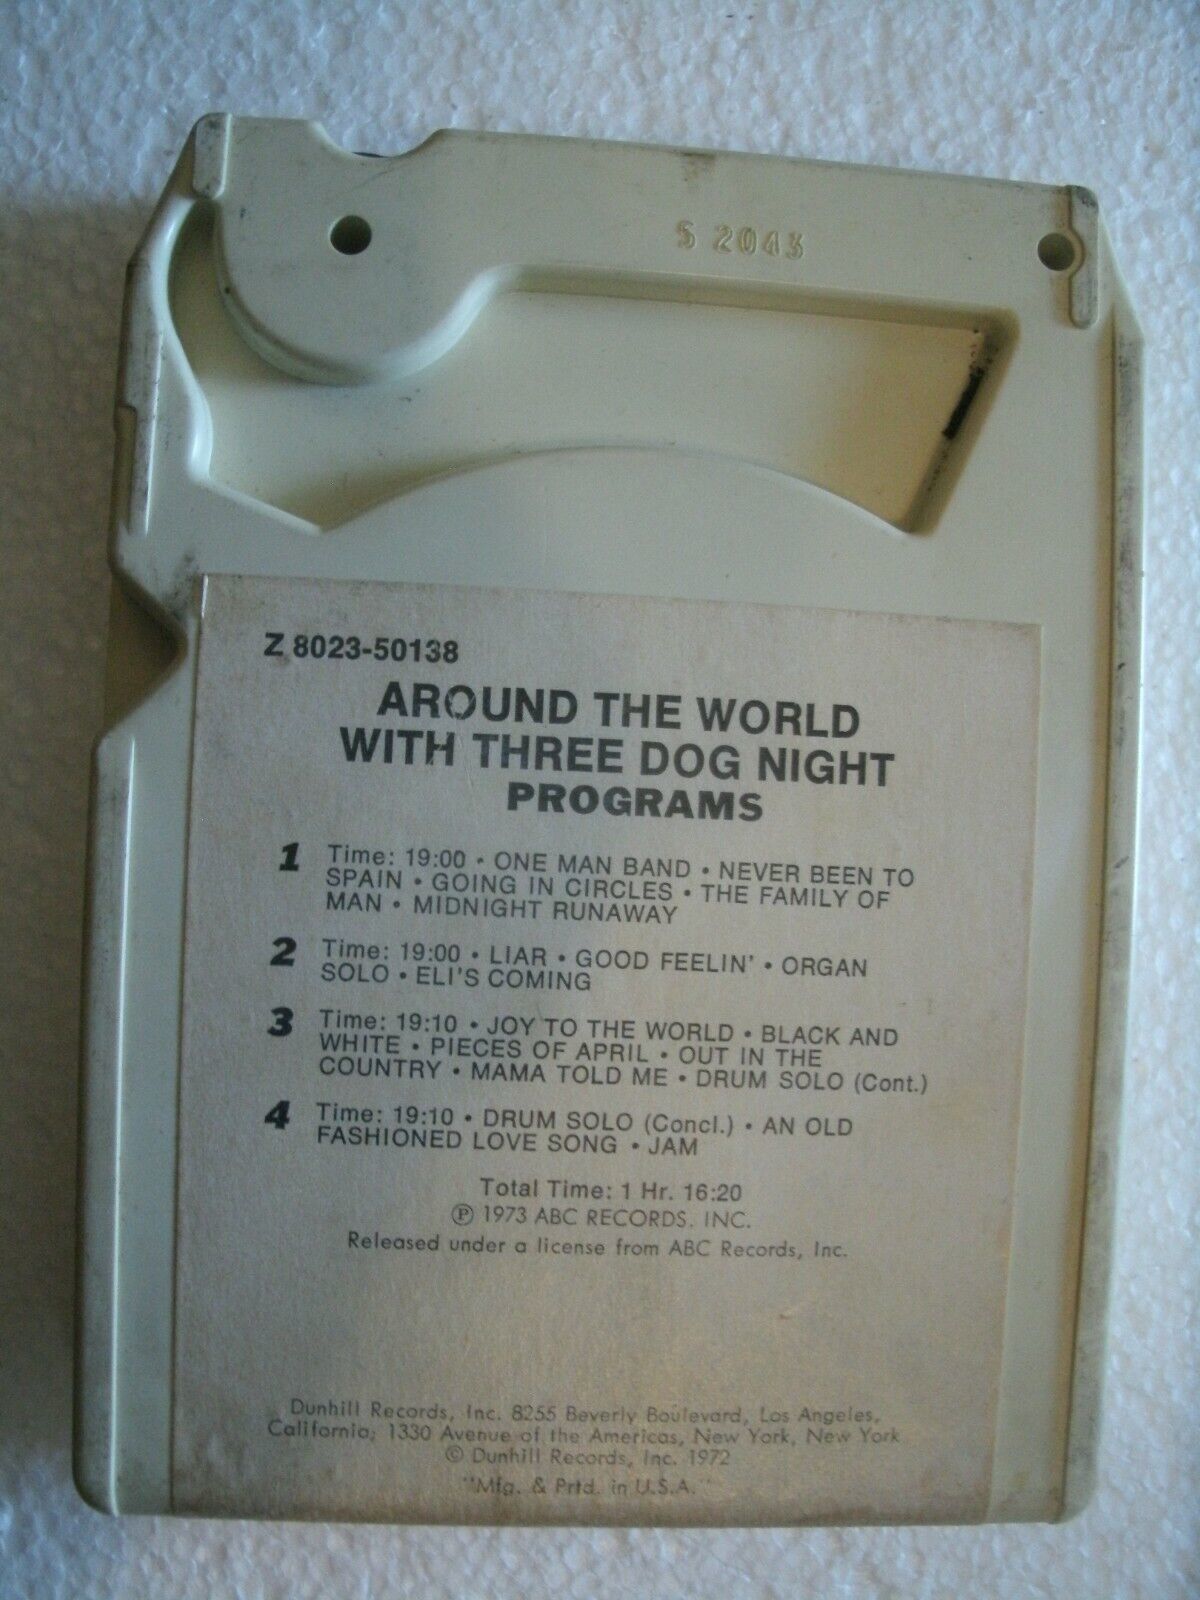 S 2043
Z 8023-50138
AROUND THE WORLD
WITH THREE DOG NIGHT
PROGRAMS
1 Time: 19:00 • ONE MAN BAND • NEVER BEEN TO
SPAIN • GOING IN CIRCLES • THE FAMILY OF
MAN • MIDNIGHT RUNAWAY
2 Time: 19:00 • LIAR • GOOD FEELIN' • ORGAN
SOLO • ELI'S COMING
3 Time: 19:10 • JOY TO THE WORLD • BLACK AND
WHITE • PIECES OF APRIL • OUT IN THE
COUNTRY • MAMA TOLD ME • DRUM SOLO (Cont.)
4 Time: 19:10 • DRUM SOLO (Concl.) • AN OLD
FASHIONED LOVE SONG • JAM
Total Time: 1 Hr. 16:20
Ⓟ 1973 ABC RECORDS. INC.
Released under a license from ABC Records, Inc.
Dunhill Records, Inc. 8255 Beverly Boulevard, Los Angeles,
California; 1330 Avenue of the Americas, New York, New York
© Dunhill Records, Inc. 1972
"Mfg. & Prtd. in U.S.A."